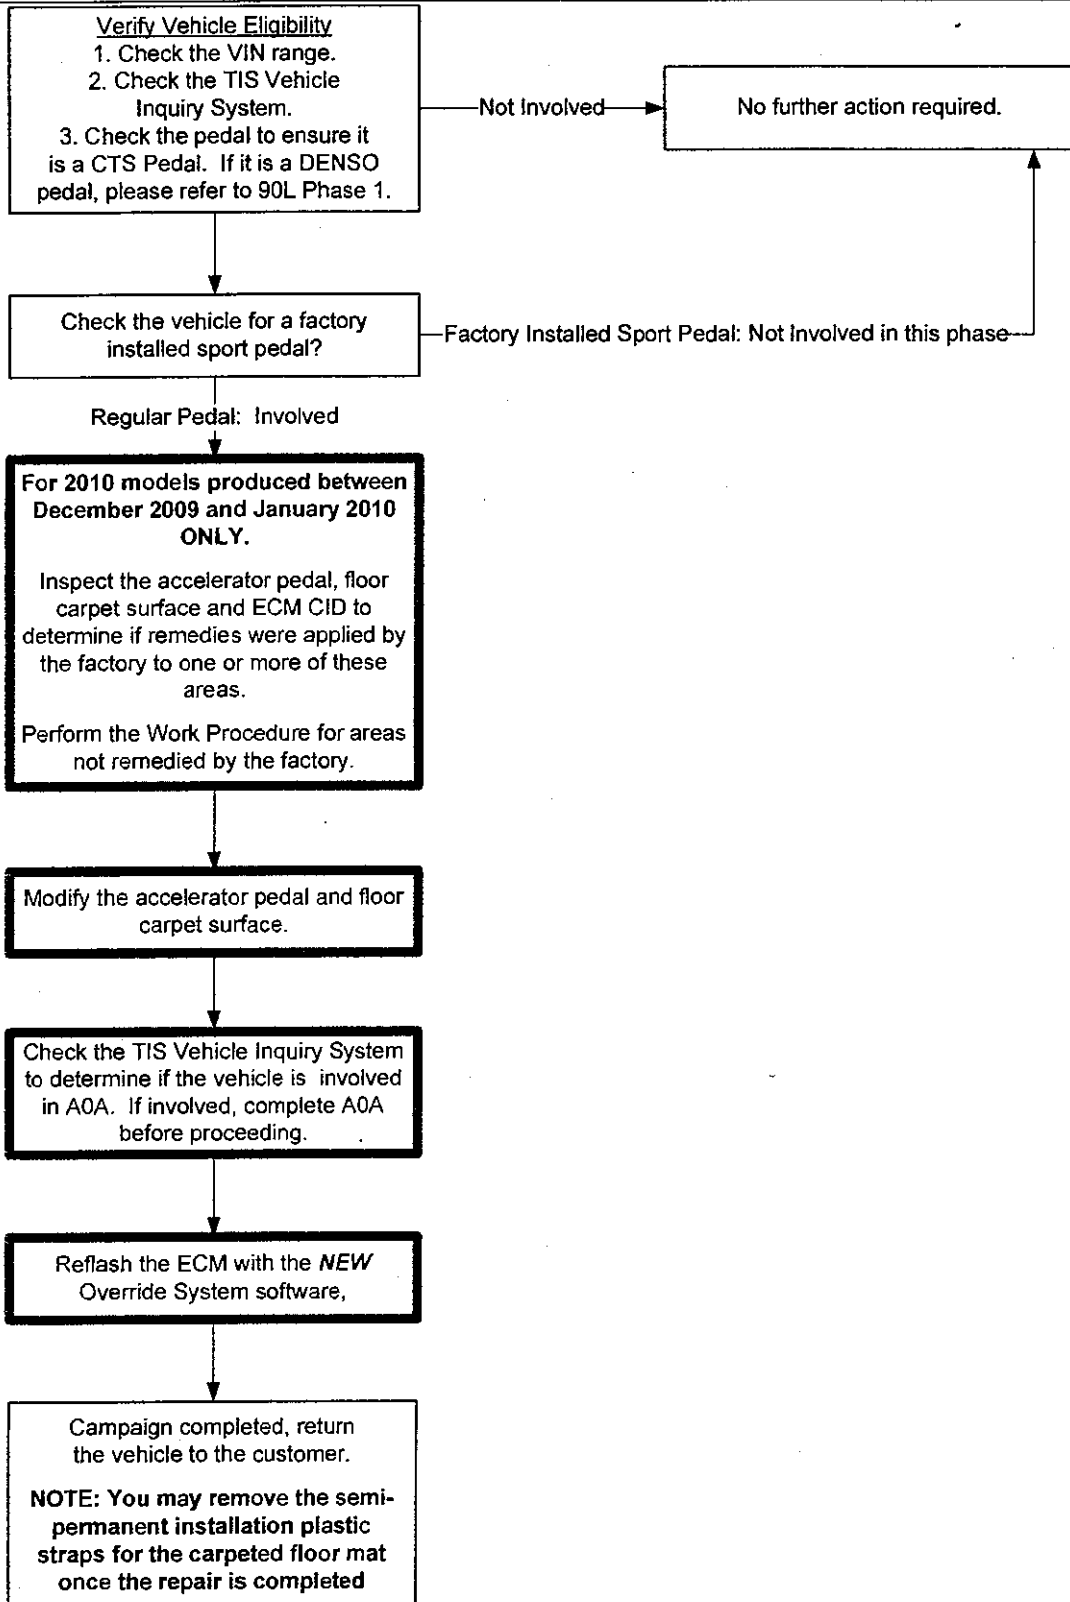 Verify Vehicle Eligibility
1. Check the VIN range.
2. Check the TIS Vehicle
Inquiry System.
3. Check the pedal to ensure it
is a CTS Pedal. If it is a DENSO
pedal, please refer to 90L Phase 1.
Not Involved
No further action required.
Check the vehicle for a factory
installed sport pedal?
Factory Installed Sport Pedal: Not Involved in this phase
Regular Pedal: Involved
For 2010 models produced between
December 2009 and January 2010
ONLY.
Inspect the accelerator pedal, floor
carpet surface and ECM CID to
determine if remedies were applied by
the factory to one or more of these
areas.
Perform the Work Procedure for areas
not remedied by the factory.
Modify the accelerator pedal and floor
carpet surface.
Check the TIS Vehicle Inquiry System
to determine if the vehicle is involved
in A0A. If involved, complete A0A
before proceeding.
Reflash the ECM with the NEW
Override System software,
Campaign completed, return
the vehicle to the customer.
NOTE: You may remove the semi-
permanent installation plastic
straps for the carpeted floor mat
once the repair is completed